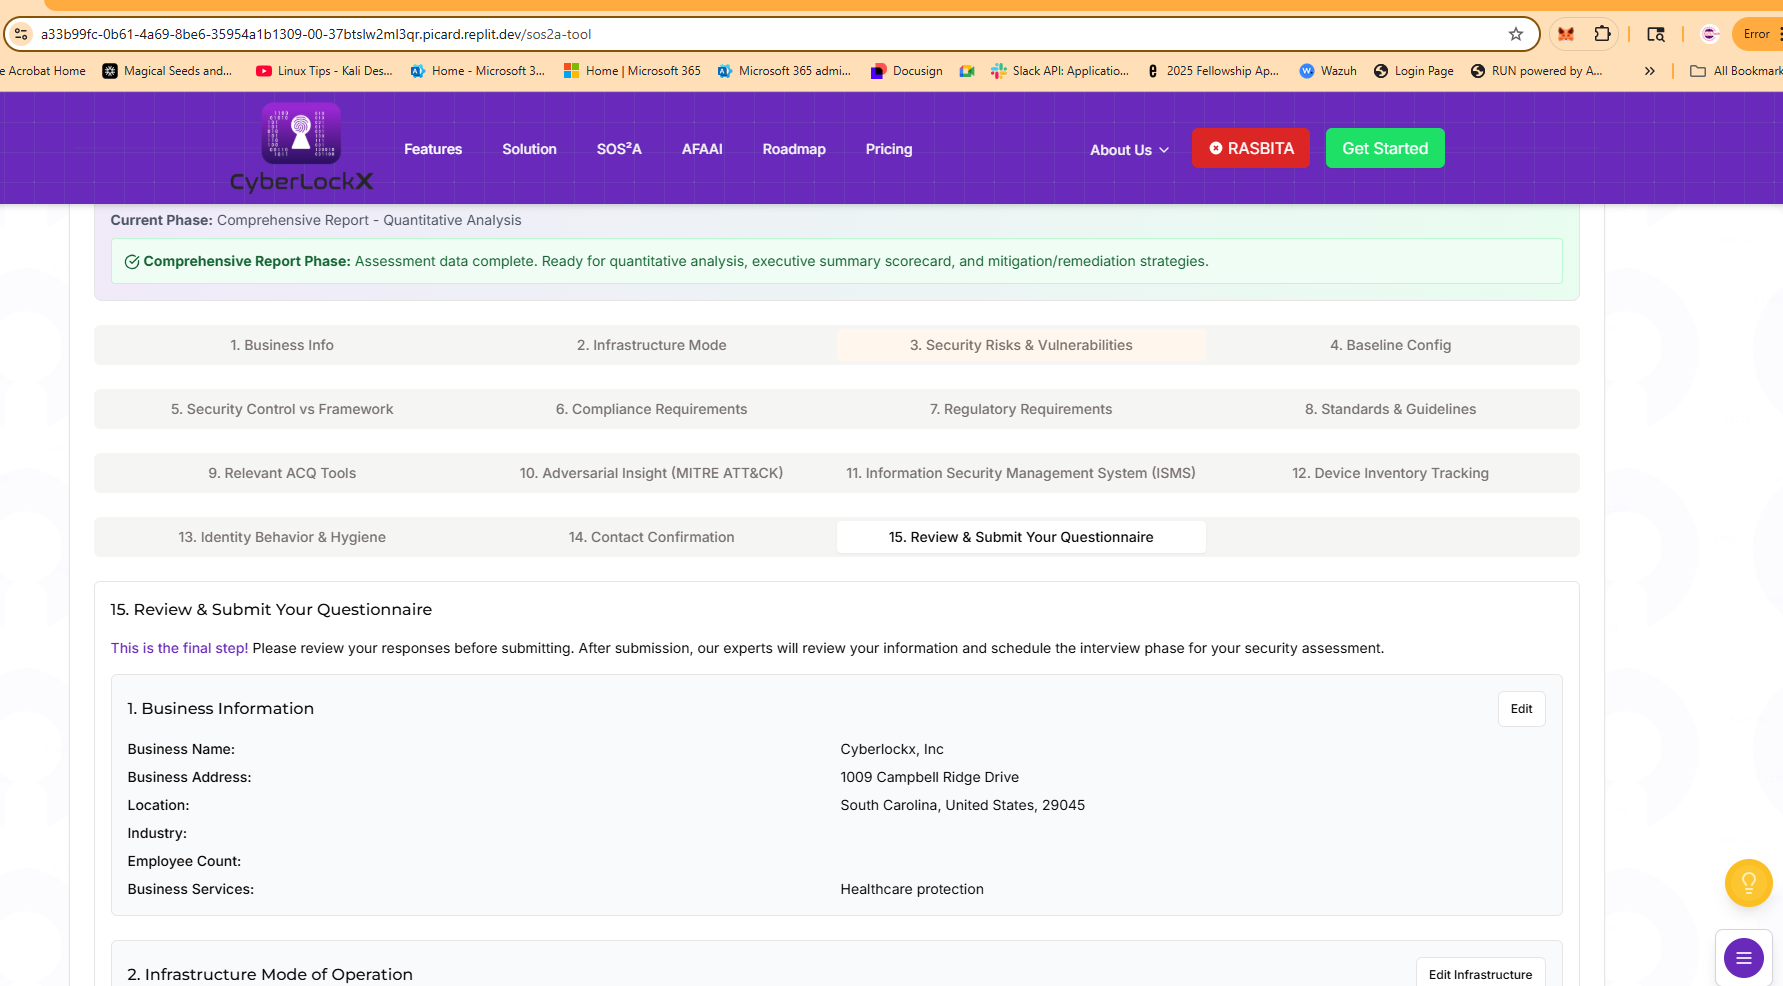 a33b99fc-0b61-4a69-8be6-35954a1b1309-00-37btslw2ml3qr.picard.replit.dev/sos2a-tool
Error
e Acrobat Home Magical Seeds and... Linux Tips - Kali Des... Home - Microsoft 3... Home | Microsoft 365 Microsoft 365 admi... Docusign Slack API: Applicatio... 2025 Fellowship Ap... Wazuh Login Page RUN powered by A... » All Bookmark
CyberLockX
Features Solution SOS²A AFAAI Roadmap Pricing About Us RASBITA Get Started
Current Phase: Comprehensive Report - Quantitative Analysis
Comprehensive Report Phase: Assessment data complete. Ready for quantitative analysis, executive summary scorecard, and mitigation/remediation strategies.
1. Business Info 2. Infrastructure Mode 3. Security Risks & Vulnerabilities 4. Baseline Config
5. Security Control vs Framework 6. Compliance Requirements 7. Regulatory Requirements 8. Standards & Guidelines
9. Relevant ACQ Tools 10. Adversarial Insight (MITRE ATT&CK) 11. Information Security Management System (ISMS) 12. Device Inventory Tracking
13. Identity Behavior & Hygiene 14. Contact Confirmation 15. Review & Submit Your Questionnaire
15. Review & Submit Your Questionnaire
This is the final step! Please review your responses before submitting. After submission, our experts will review your information and schedule the interview phase for your security assessment.
1. Business Information Edit
Business Name: Cyberlockx, Inc
Business Address: 1009 Campbell Ridge Drive
Location: South Carolina, United States, 29045
Industry:
Employee Count:
Business Services: Healthcare protection
2. Infrastructure Mode of Operation Edit Infrastructure